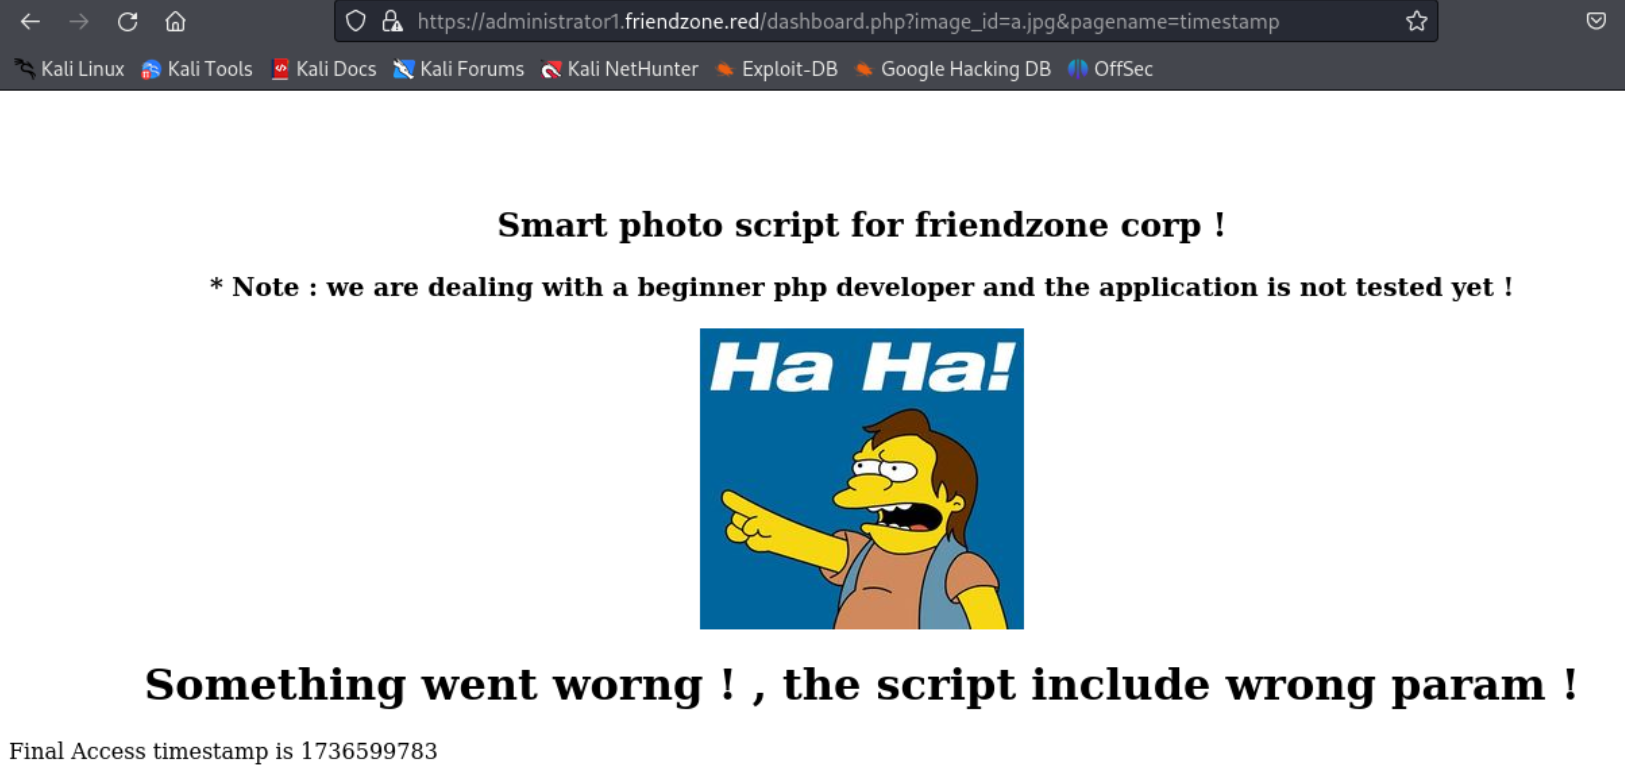 https://administrator1.friendzone.red/dashboard.php?image_id=a.jpg&pagename=timestamp
Kali Linux Kali Tools Kali Docs Kali Forums Kali NetHunter Exploit-DB Google Hacking DB OffSec
Smart photo script for friendzone corp !
* Note : we are dealing with a beginner php developer and the application is not tested yet !
Ha Ha!
Something went worng ! , the script include wrong param !
Final Access timestamp is 1736599783